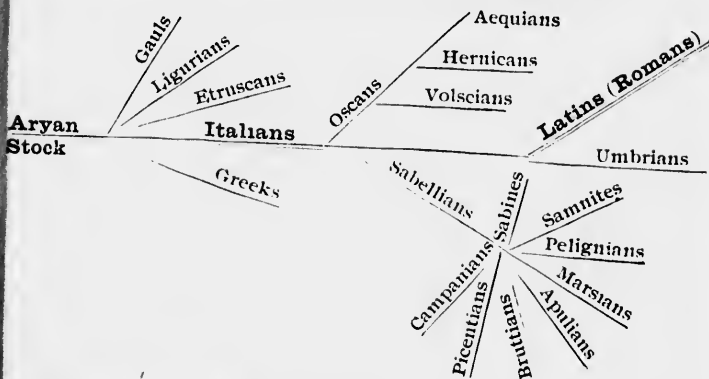 Aryan
Stock
Gauls
Ligurians
Etruscans
Greeks
Italians
Oscans
Aequians
Hernicans
Volscians
Latins (Romans)
Umbrians
Sabellians
Sabines
Samnites
Pelignians
Marsians
Apulians
Bruttians
Picentians
Campanians